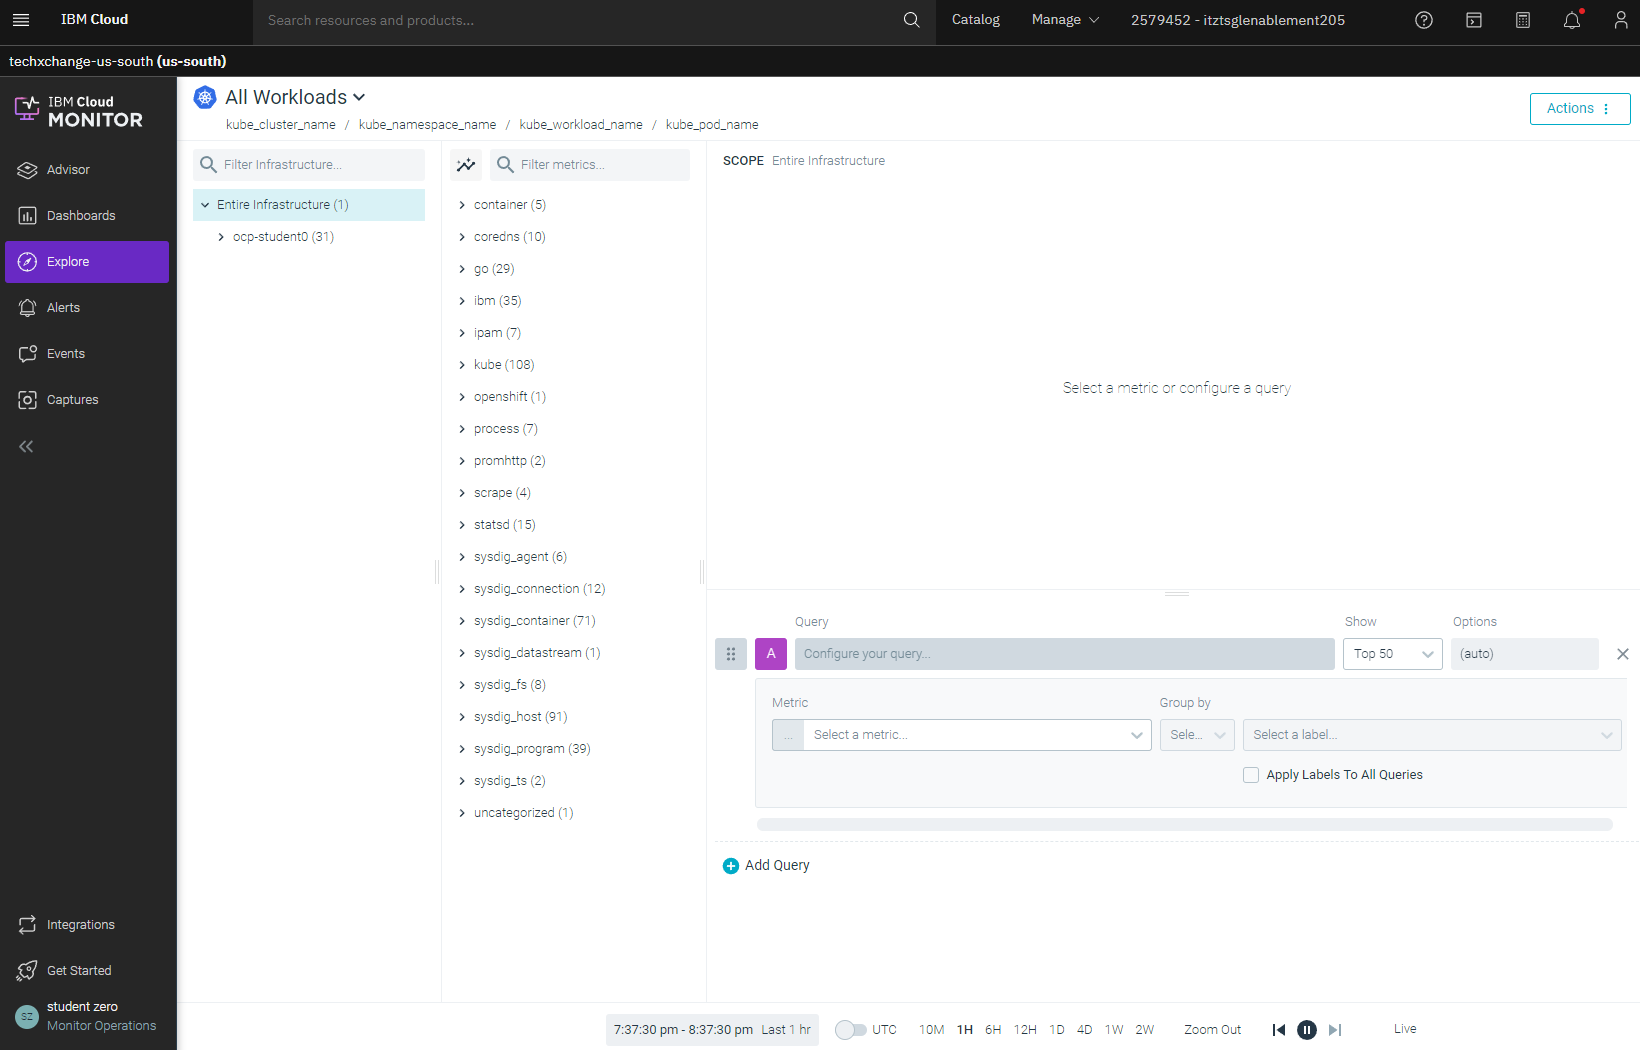 IBM Cloud
Search resources and products...
Catalog
Manage
2579452 - itztsglenablement205
techxchange-us-south (us-south)
IBM Cloud
MONITOR
Advisor
Dashboards
Explore
Alerts
Events
Captures
Integrations
Get Started
SZ
student zero
Monitor Operations
All Workloads
kube_cluster_name / kube_namespace_name / kube_workload_name / kube_pod_name
Actions
Filter Infrastructure...
Entire Infrastructure (1)
ocp-student0 (31)
Filter metrics...
container (5)
coredns (10)
go (29)
ibm (35)
ipam (7)
kube (108)
openshift (1)
process (7)
promhttp (2)
scrape (4)
statsd (15)
sysdig_agent (6)
sysdig_connection (12)
sysdig_container (71)
sysdig_datastream (1)
sysdig_fs (8)
sysdig_host (91)
sysdig_program (39)
sysdig_ts (2)
uncategorized (1)
SCOPE Entire Infrastructure
Select a metric or configure a query
Query
Show
Options
A
Configure your query...
Top 50
(auto)
Metric
Group by
...
Select a metric...
Sele...
Select a label...
Apply Labels To All Queries
Add Query
7:37:30 pm - 8:37:30 pm Last 1 hr
UTC
10M 1H 6H 12H 1D 4D 1W 2W
Zoom Out
Live